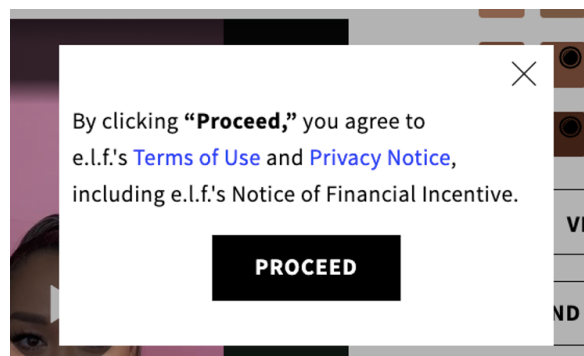 By clicking “Proceed,” you agree to
e.l.f.'s Terms of Use and Privacy Notice,
including e.l.f.'s Notice of Financial Incentive.
PROCEED